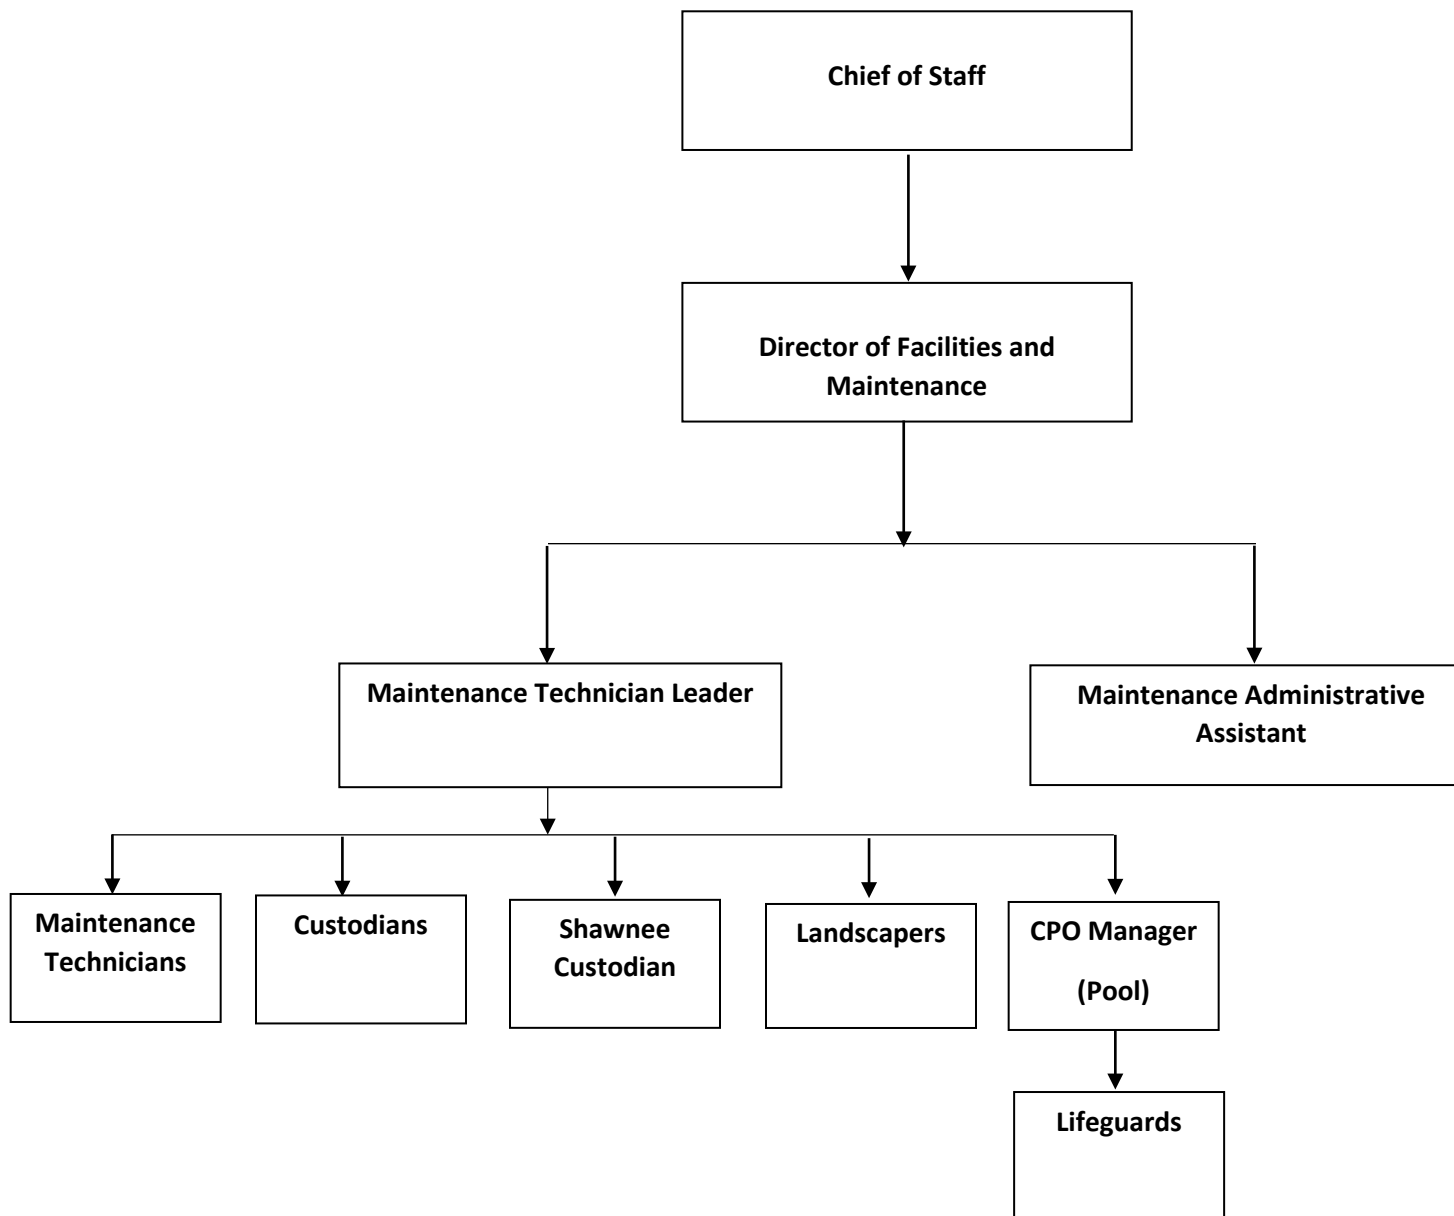 Chief of Staff
Director of Facilities and
Maintenance
Maintenance Technician Leader
Maintenance Administrative
Assistant
Maintenance
Technicians
Custodians
Shawnee
Custodian
Landscapers
CPO Manager
(Pool)
Lifeguards